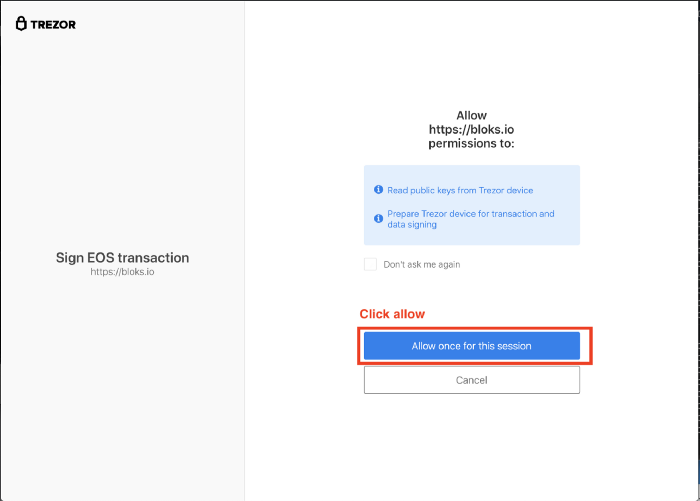 TREZOR
Allow
https://bloks.io
permissions to:
Read public keys from Trezor device
Prepare Trezor device for transaction and
data signing
Don't ask me again
Sign EOS transaction
https://bloks.io
Click allow
Allow once for this session
Cancel